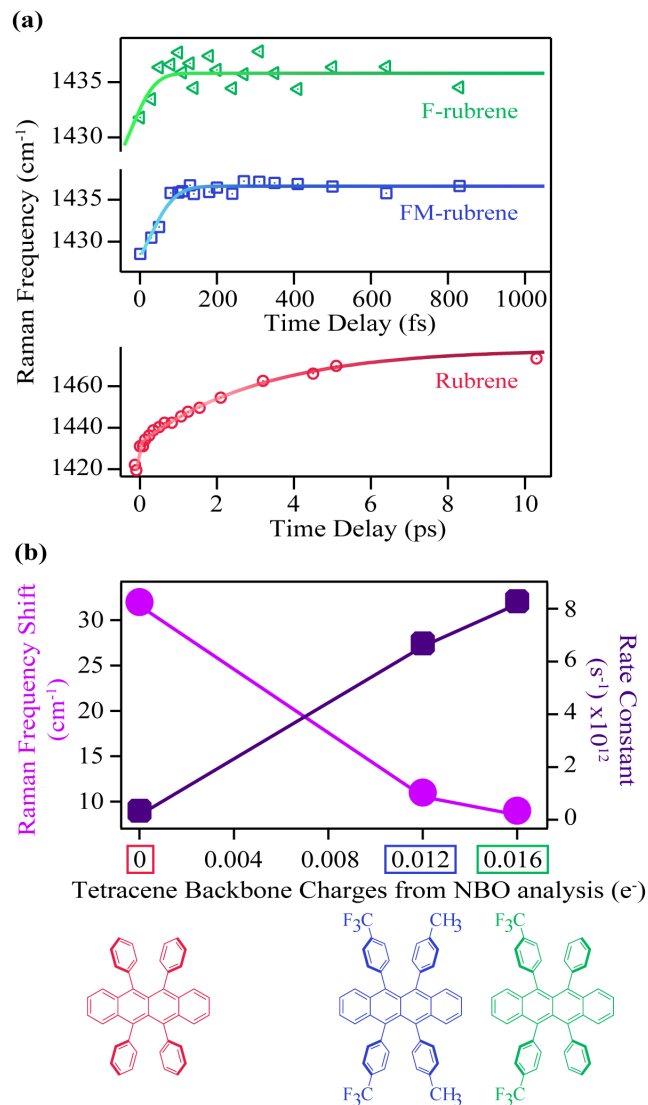 (a)
Raman Frequency (cm-1)
1435
1430
F-rubrene
1435
1430
FM-rubrene
0 200 400 600 800 1000
Time Delay (fs)
1460
1440
1420
Rubrene
0 2 4 6 8 10
Time Delay (ps)
(b)
Raman Frequency Shift
(cm-1)
30
25
20
15
10
Rate Constant
(s-1) x1012
8
6
4
2
0
0 0.004 0.008 0.012 0.016
Tetracene Backbone Charges from NBO analysis (e-)
F3C CH3 F3C
F3C CH3 F3C